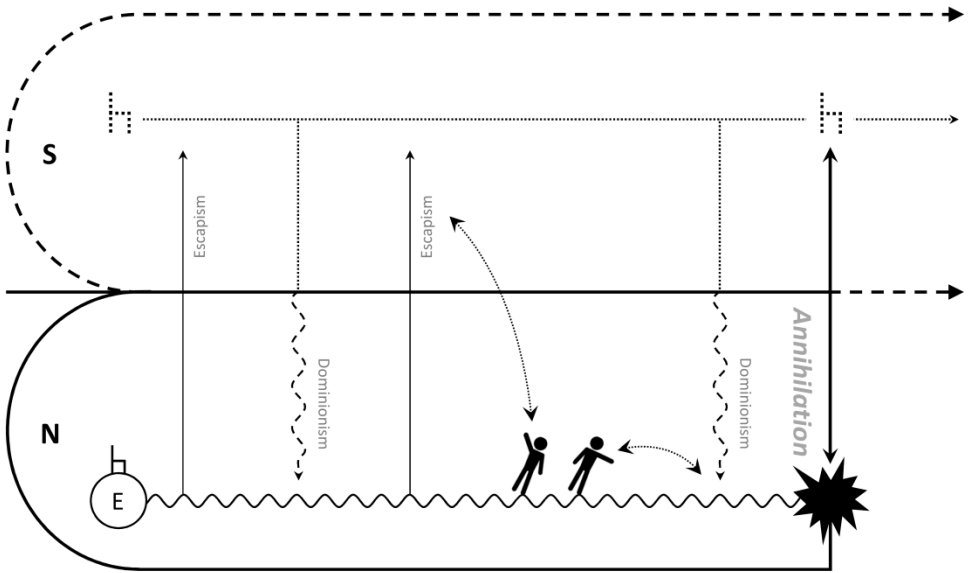 S
Escapism
Escapism
Annihilation
Dominionism
Dominionism
N
E